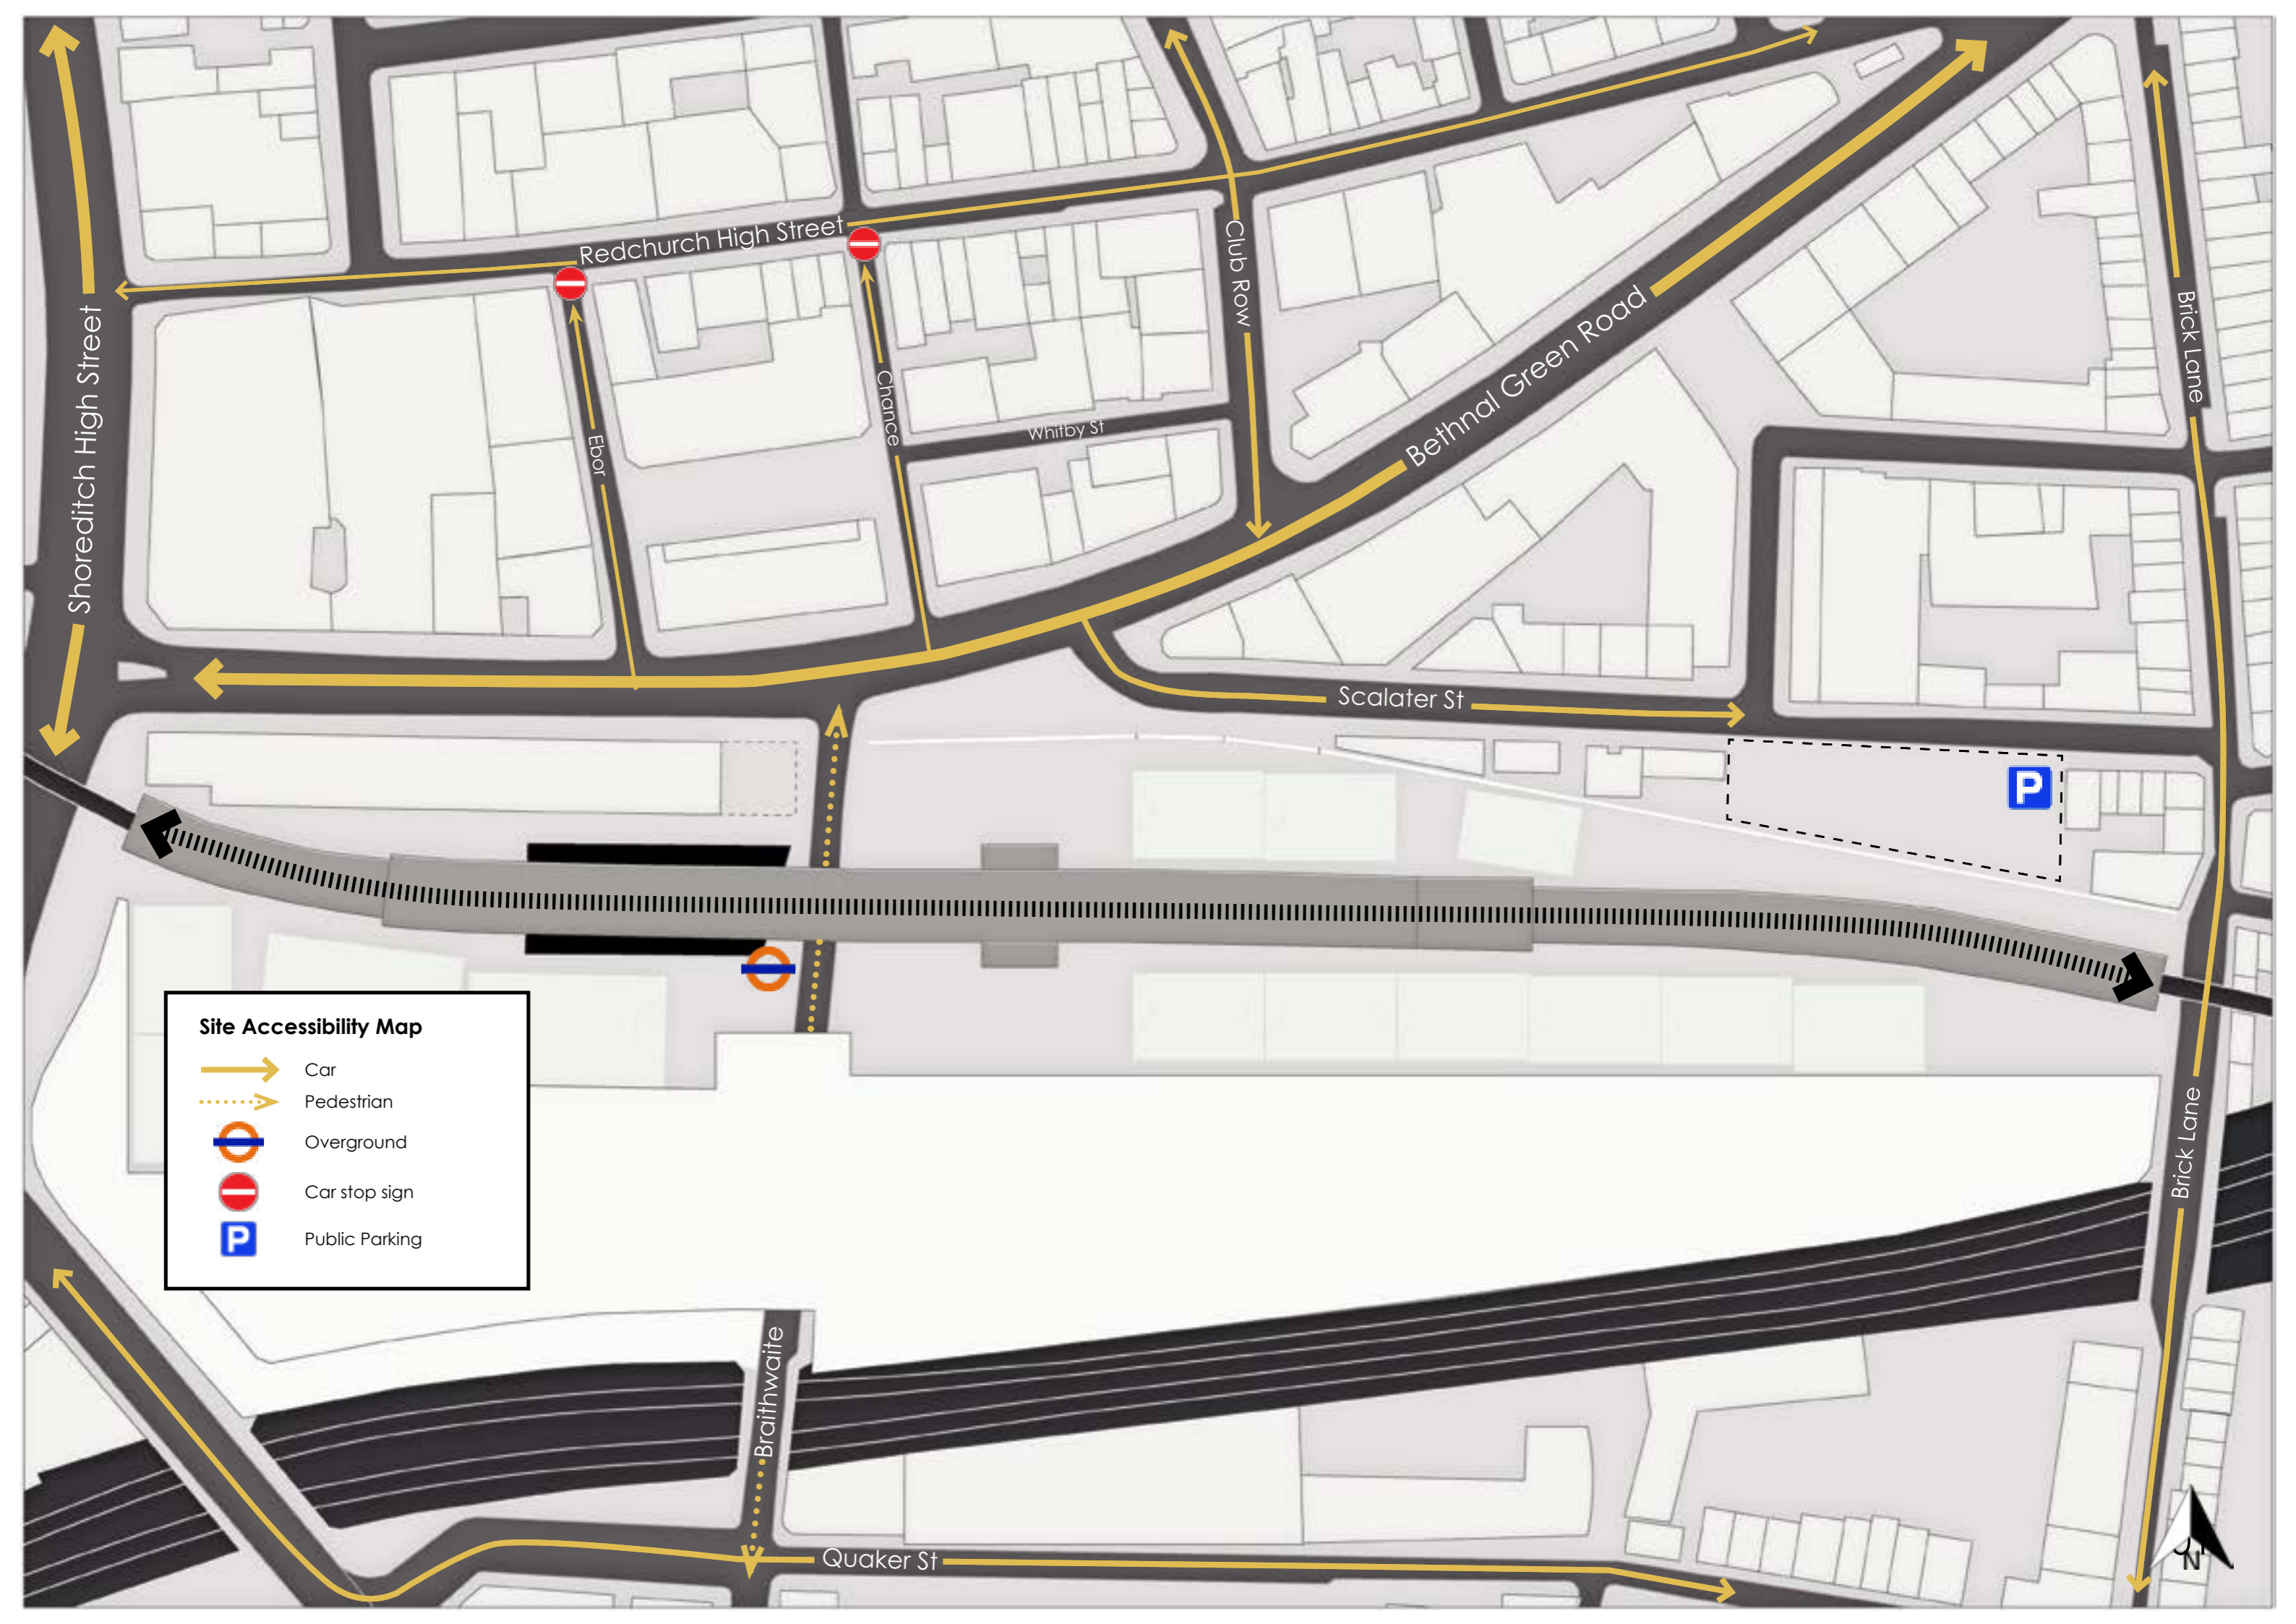 Redchurch High Street
Shoreditch High Street
Ebor
Chance
Whitby St
Club Row
Bethnal Green Road
Brick Lane
Scalater St
P
Site Accessibility Map
Car
Pedestrian
Overground
Car stop sign
P
Public Parking
Brick Lane
Braithwaite
Quaker St
N